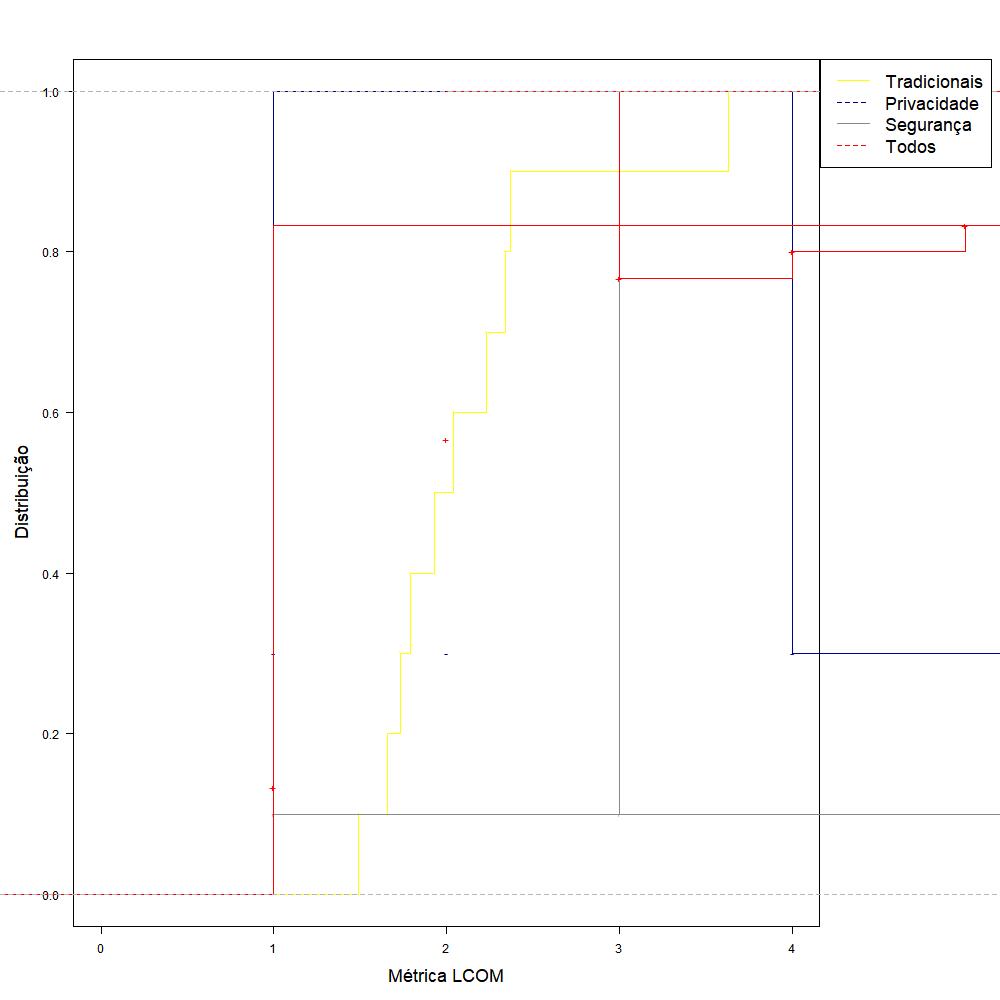 Tradicionais
Privacidade
Segurança
Todos
1.0
0.8
0.6
0.4
0.2
0.0
Distribuição
0 1 2 3 4
Métrica LCOM